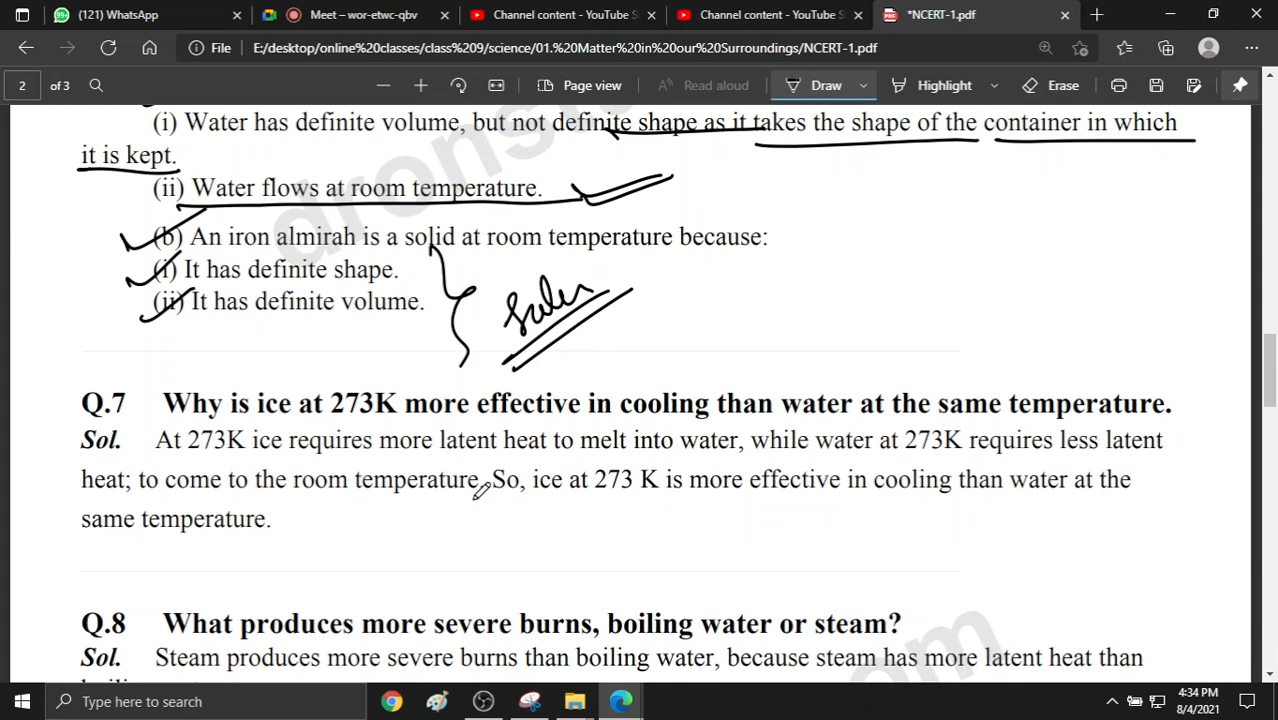 (121) WhatsApp
Meet – wor-etwc-qbv
Channel content - YouTube S
Channel content - YouTube S
*NCERT-1.pdf
File
E:/desktop/online%20classes/class%209/science/01.%20Matter%20in%20our%20Surroundings/NCERT-1.pdf
2 of 3
Page view
Read aloud
Draw
Highlight
Erase
(i) Water has definite volume, but not definite shape as it takes the shape of the container in which
it is kept.
(ii) Water flows at room temperature.
(b) An iron almirah is a solid at room temperature because:
(i) It has definite shape.
(ii) It has definite volume.
Q.7 Why is ice at 273K more effective in cooling than water at the same temperature.
Sol. At 273K ice requires more latent heat to melt into water, while water at 273K requires less latent
heat; to come to the room temperature. So, ice at 273 K is more effective in cooling than water at the
same temperature.
Q.8 What produces more severe burns, boiling water or steam?
Sol. Steam produces more severe burns than boiling water, because steam has more latent heat than
Type here to search
4:34 PM
8/4/2021